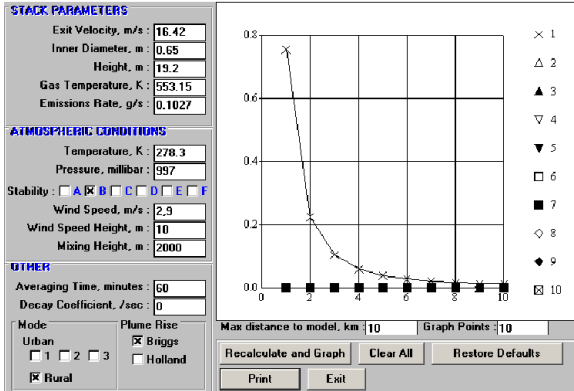 STACK PARAMETERS
Exit Velocity, m/s : 16.42
Inner Diameter, m : 0.65
Height, m : 19.2
Gas Temperature, K : 553.15
Emissions Rate, g/s : 0.1027
ATMOSPHERIC CONDITIONS
Temperature, K : 278.3
Pressure, millibar : 997
Stability : A B C D E F
Wind Speed, m/s : 2,9
Wind Speed Height, m : 10
Mixing Height, m : 2000
OTHER
Averaging Time, minutes : 60
Decay Coefficient, /sec : 0
Mode
Urban
1 2 3
Rural
Plume Rise
Briggs
Holland
0.8
0.6
0.4
0.2
0.0
0 2 4 6 8 10
1
2
3
4
5
6
7
8
9
10
Max distance to model, km : 10 Graph Points : 10
Recalculate and Graph Clear All Restore Defaults
Print Exit